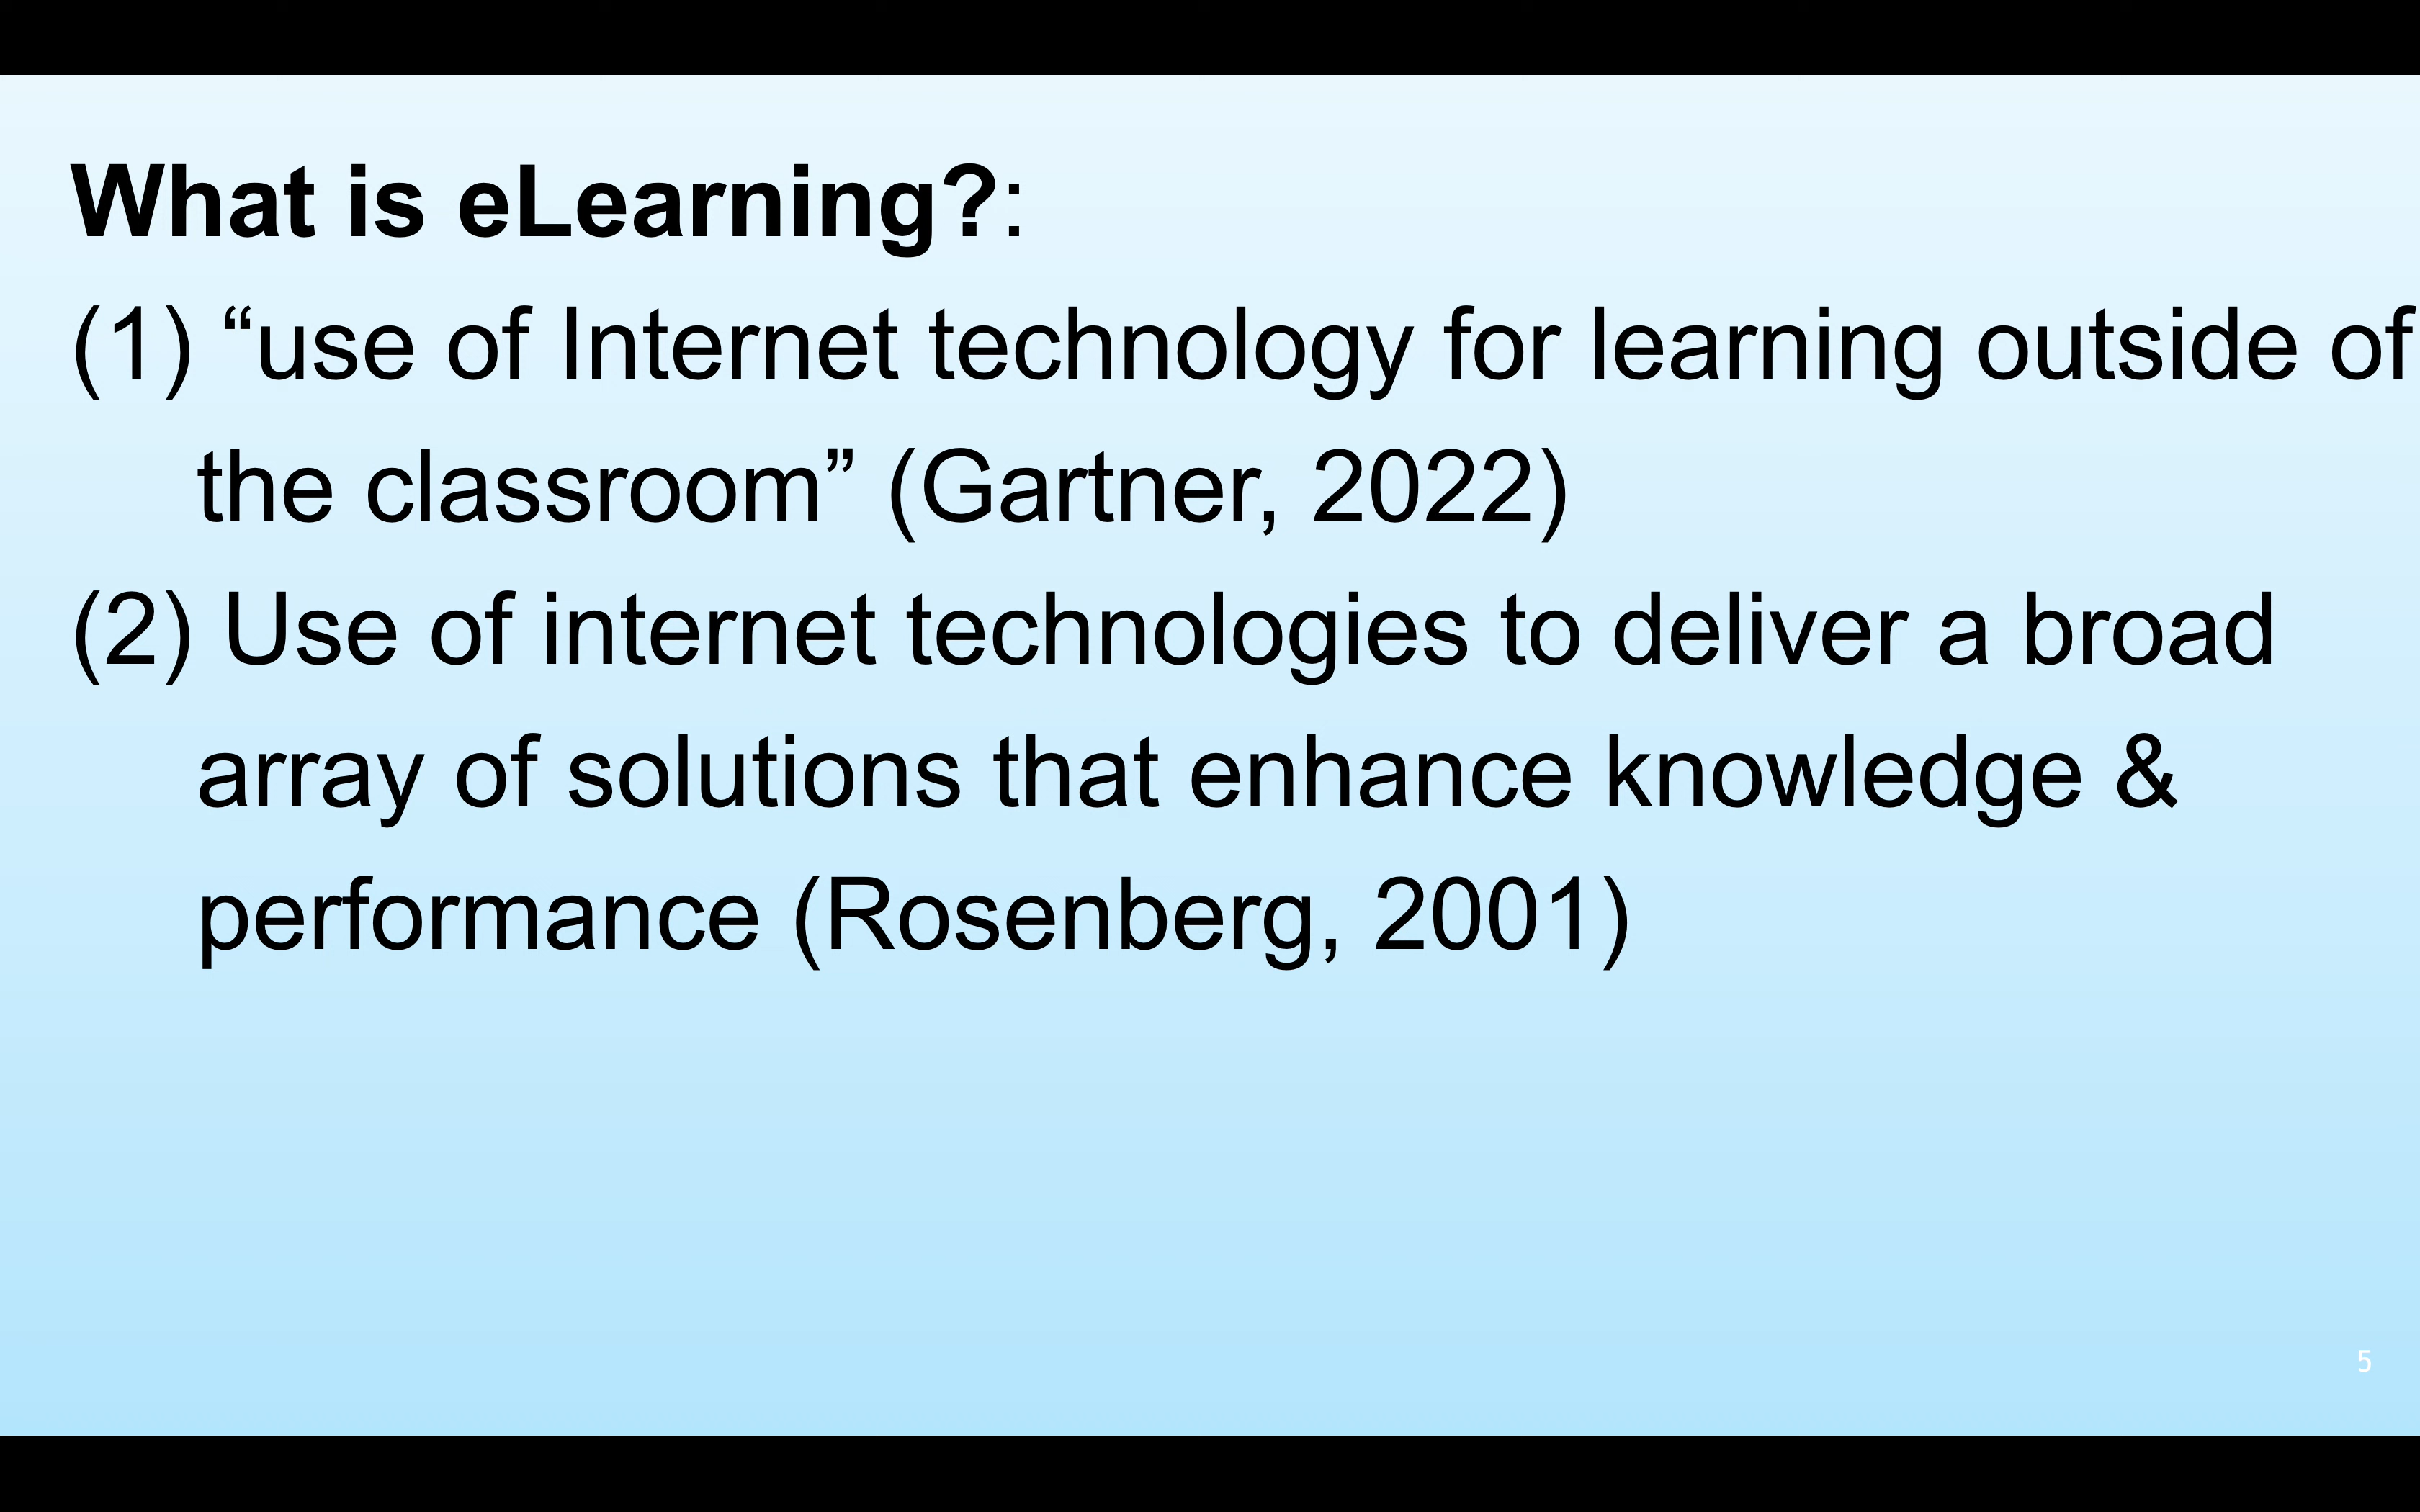 What is eLearning?:
(1) “use of Internet technology for learning outside of
the classroom” (Gartner, 2022)
(2) Use of internet technologies to deliver a broad
array of solutions that enhance knowledge &
performance (Rosenberg, 2001)
5